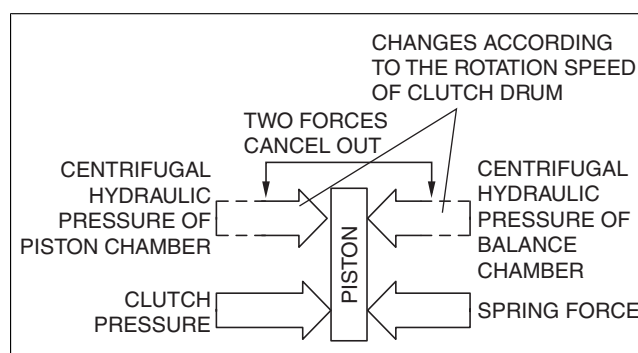 CHANGES ACCORDING
TO THE ROTATION SPEED
OF CLUTCH DRUM
TWO FORCES
CANCEL OUT
CENTRIFUGAL
HYDRAULIC
PRESSURE OF
PISTON CHAMBER
CENTRIFUGAL
HYDRAULIC
PRESSURE OF
BALANCE
CHAMBER
PISTON
CLUTCH
PRESSURE
SPRING FORCE